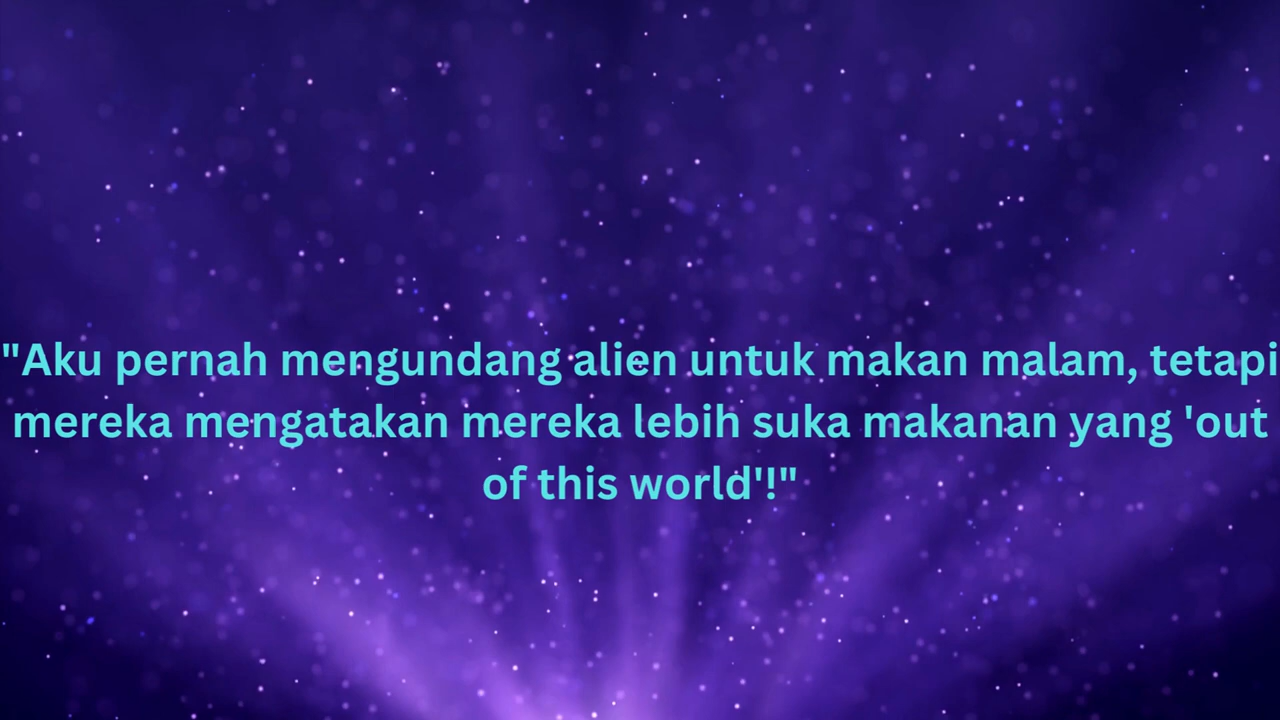 "Aku pernah mengundang alien untuk makan malam, tetapi
mereka mengatakan mereka lebih suka makanan yang 'out
of this world'!"